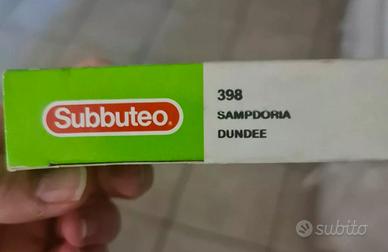 Subbuteo®
398
SAMPDORIA
DUNDEE
subito